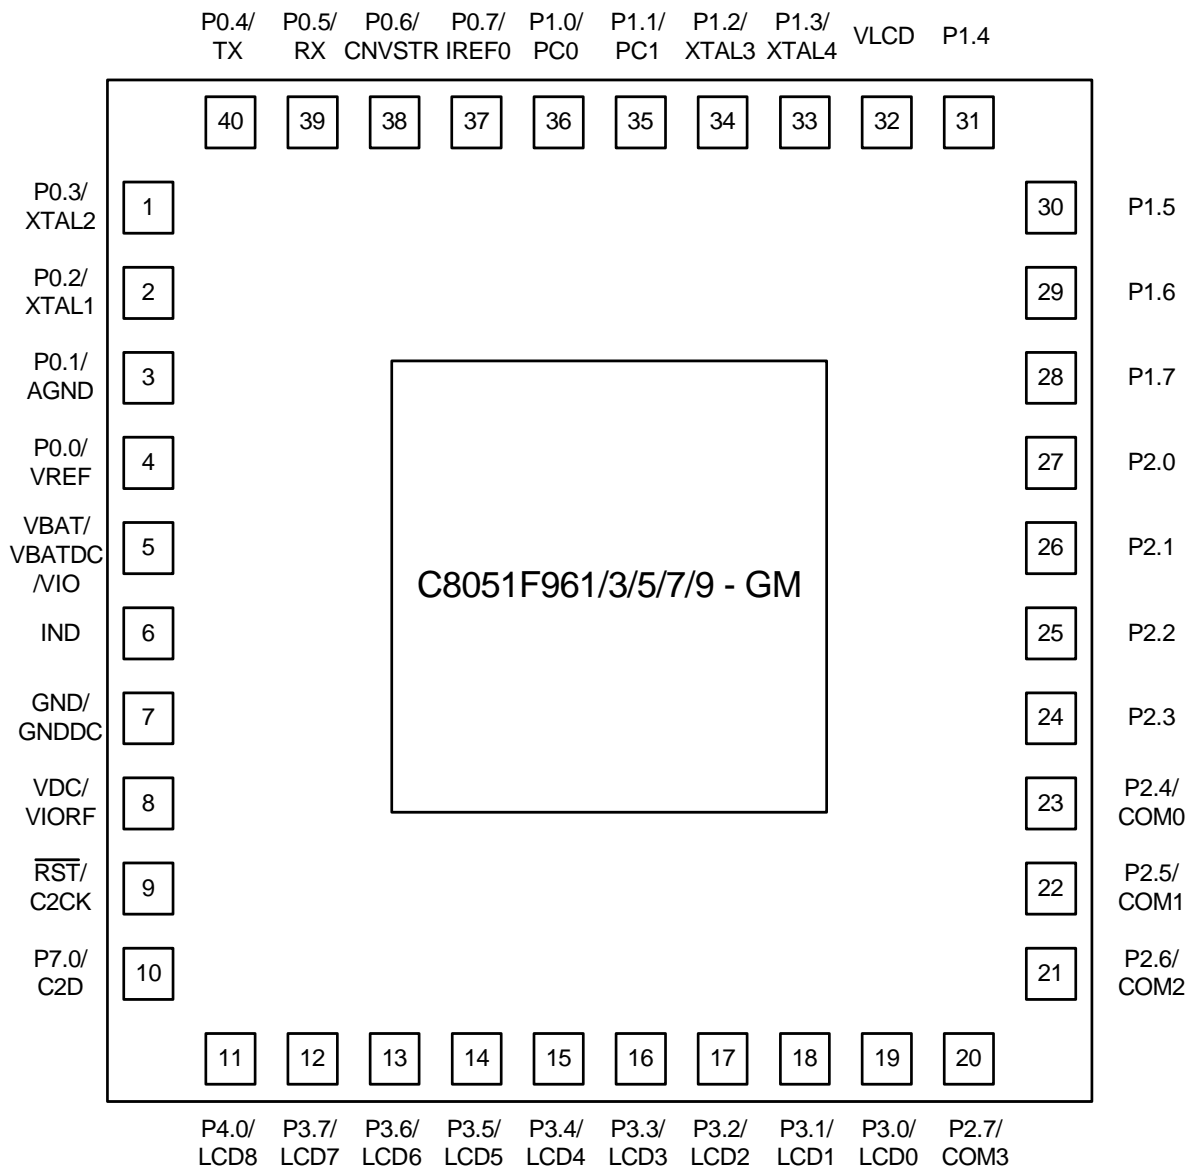 P0.4/ P0.5/ P0.6/ P0.7/ P1.0/ P1.1/ P1.2/ P1.3/ VLCD P1.4
TX RX CNVSTR IREF0 PC0 PC1 XTAL3 XTAL4
40 39 38 37 36 35 34 33 32 31
P0.3/
XTAL2
1
30
P1.5
P0.2/
XTAL1
2
29
P1.6
P0.1/
AGND
3
28
P1.7
P0.0/
VREF
4
27
P2.0
VBAT/
VBATDC
/VIO
5
26
P2.1
C8051F961/3/5/7/9 - GM
IND
6
25
P2.2
GND/
GNDDC
7
24
P2.3
VDC/
VIORF
8
23
P2.4/
COM0
RST/
C2CK
9
22
P2.5/
COM1
P7.0/
C2D
10
21
P2.6/
COM2
11 12 13 14 15 16 17 18 19 20
P4.0/ P3.7/ P3.6/ P3.5/ P3.4/ P3.3/ P3.2/ P3.1/ P3.0/ P2.7/
LCD8 LCD7 LCD6 LCD5 LCD4 LCD3 LCD2 LCD1 LCD0 COM3